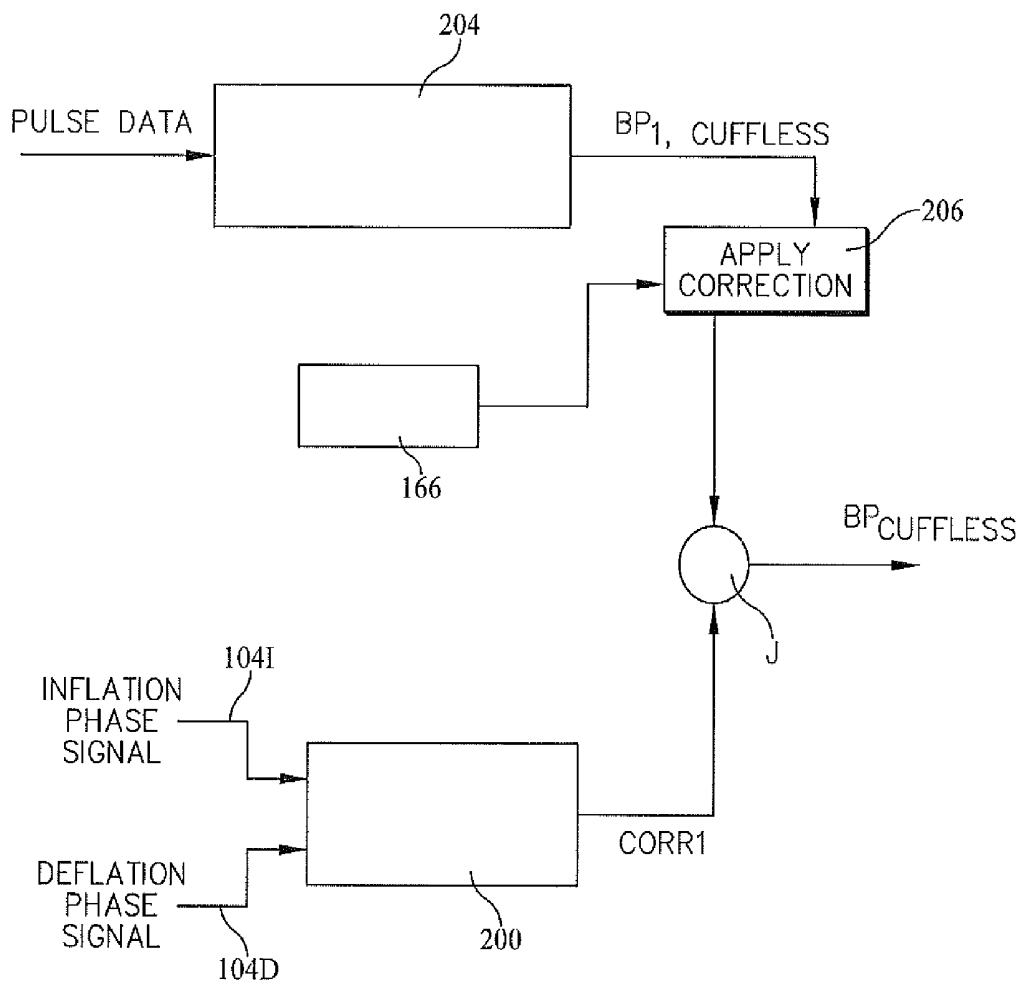 204
PULSE DATA
BP1, CUFFLESS
206
APPLY
CORRECTION
166
BPCUFFLESS
J
104I
INFLATION
PHASE
SIGNAL
CORR1
DEFLATION
PHASE
SIGNAL
200
104D